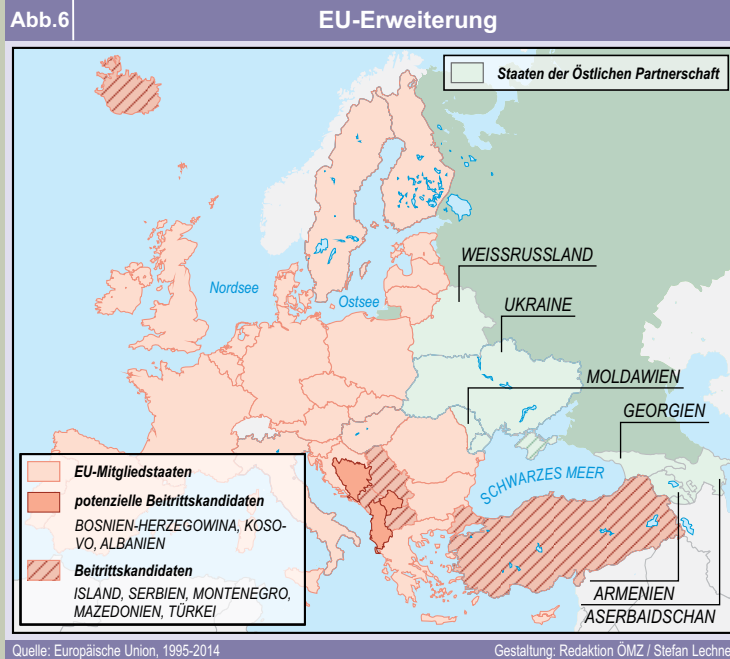 Abb.6
EU-Erweiterung
Staaten der Östlichen Partnerschaft
WEISSRUSSLAND
Nordsee
Ostsee
UKRAINE
MOLDAWIEN
GEORGIEN
SCHWARZES MEER
EU-Mitgliedstaaten
potenzielle Beitrittskandidaten
BOSNIEN-HERZEGOWINA, KOSO-
VO, ALBANIEN
Beitrittskandidaten
ISLAND, SERBIEN, MONTENEGRO,
MAZEDONIEN, TÜRKEI
ARMENIEN
ASERBAIDSCHAN
Quelle: Europäische Union, 1995-2014
Gestaltung: Redaktion ÖMZ / Stefan Lechne